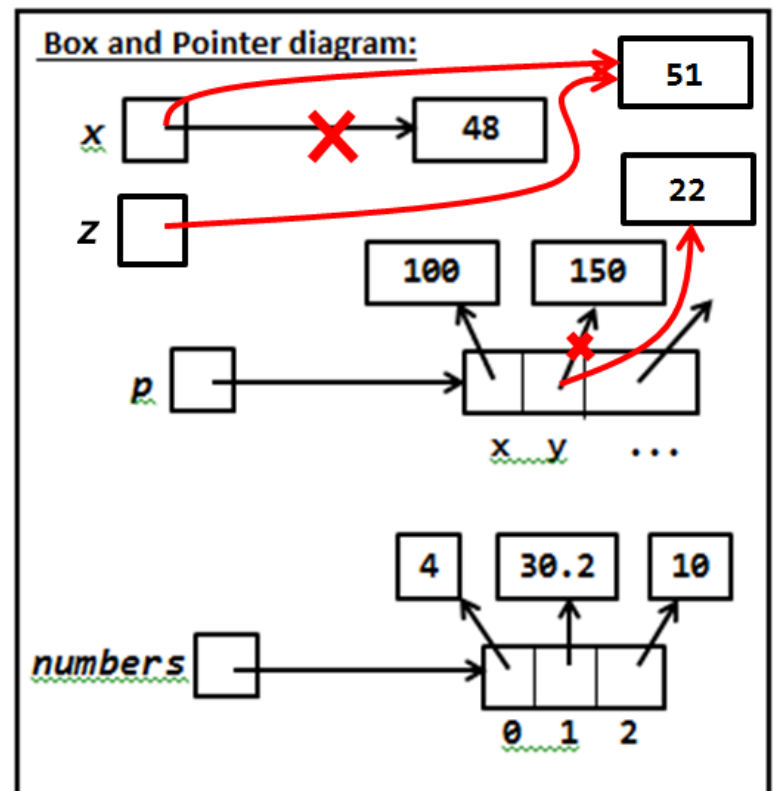 Box and Pointer diagram:
51
x 48
22
z
100 150
p
x y ...
4 30.2 10
numbers
0 1 2